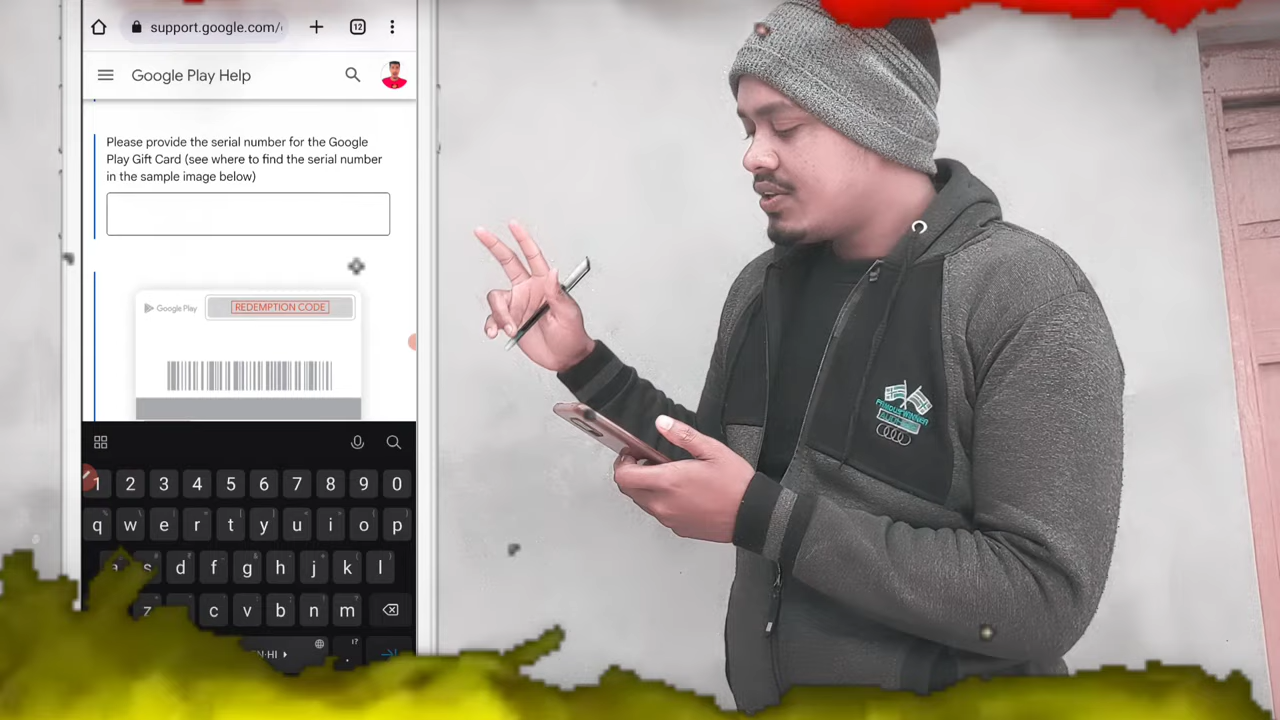 support.google.com/
12
Google Play Help
Please provide the serial number for the Google
Play Gift Card (see where to find the serial number
in the sample image below)
Google Play
REDEMPTION CODE
1 2 3 4 5 6 7 8 9 0
q w e r t y u i o p
s d f g h j k l
z c v b n m
HI
!?
.